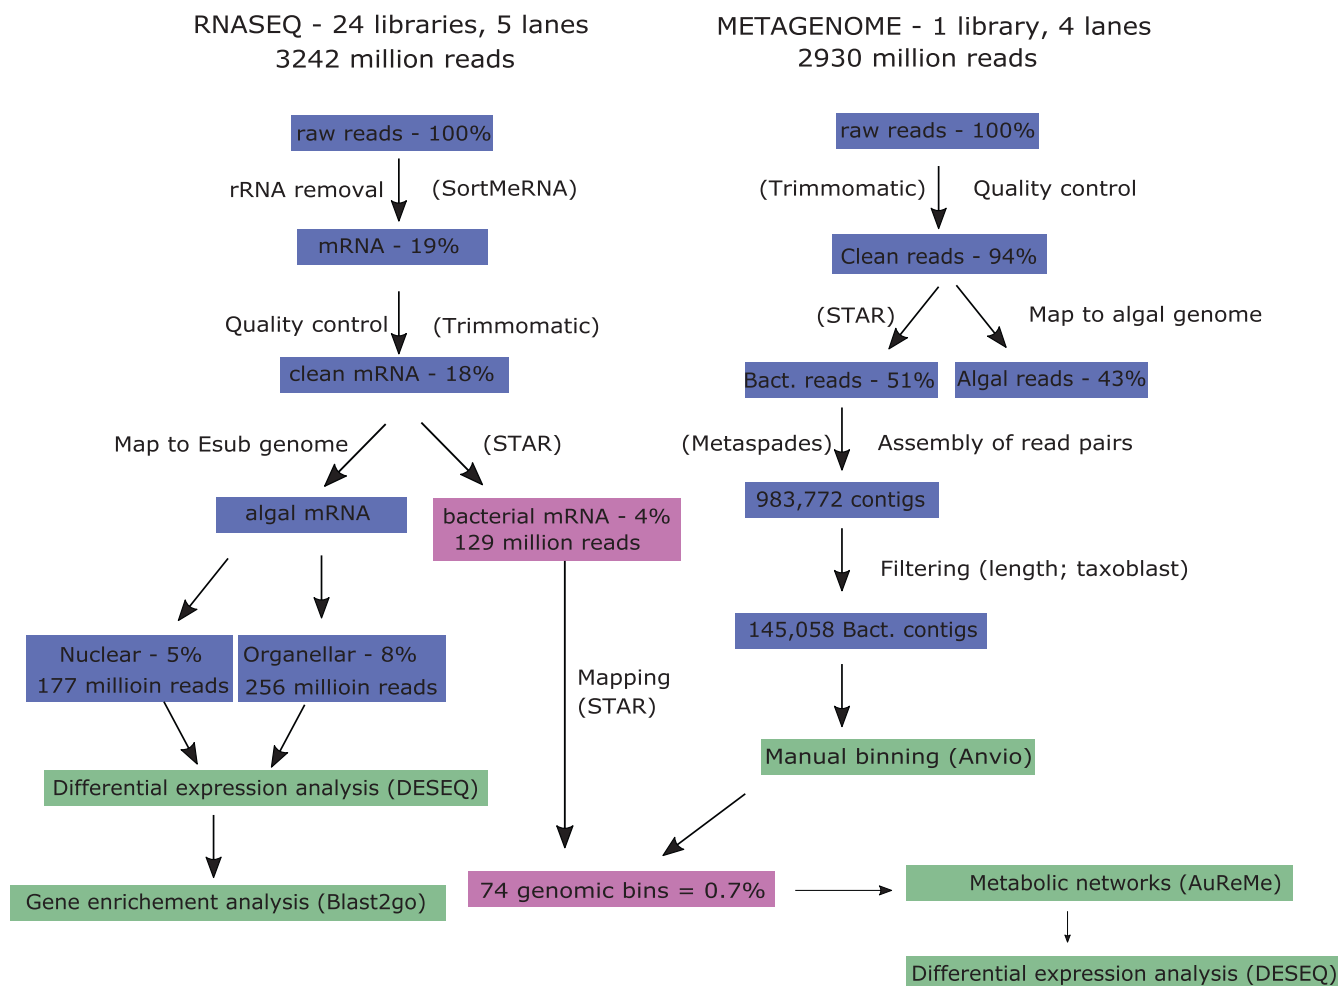 RNASEQ - 24 libraries, 5 lanes
3242 million reads
raw reads - 100%
rRNA removal
(SortMeRNA)
mRNA - 19%
Quality control
(Trimmomatic)
clean mRNA - 18%
Map to Esub genome
(STAR)
algal mRNA
bacterial mRNA - 4%
129 million reads
Nuclear - 5%
177 millioin reads
Organellar - 8%
256 millioin reads
Mapping
(STAR)
Differential expression analysis (DESEQ)
Gene enrichement analysis (Blast2go)
METAGENOME - 1 library, 4 lanes
2930 million reads
raw reads - 100%
(Trimmomatic)
Quality control
Clean reads - 94%
(STAR)
Map to algal genome
Bact. reads - 51%
Algal reads - 43%
(Metaspades)
Assembly of read pairs
983,772 contigs
Filtering (length; taxoblast)
145,058 Bact. contigs
Manual binning (Anvio)
74 genomic bins = 0.7%
Metabolic networks (AuReMe)
Differential expression analysis (DESEQ)